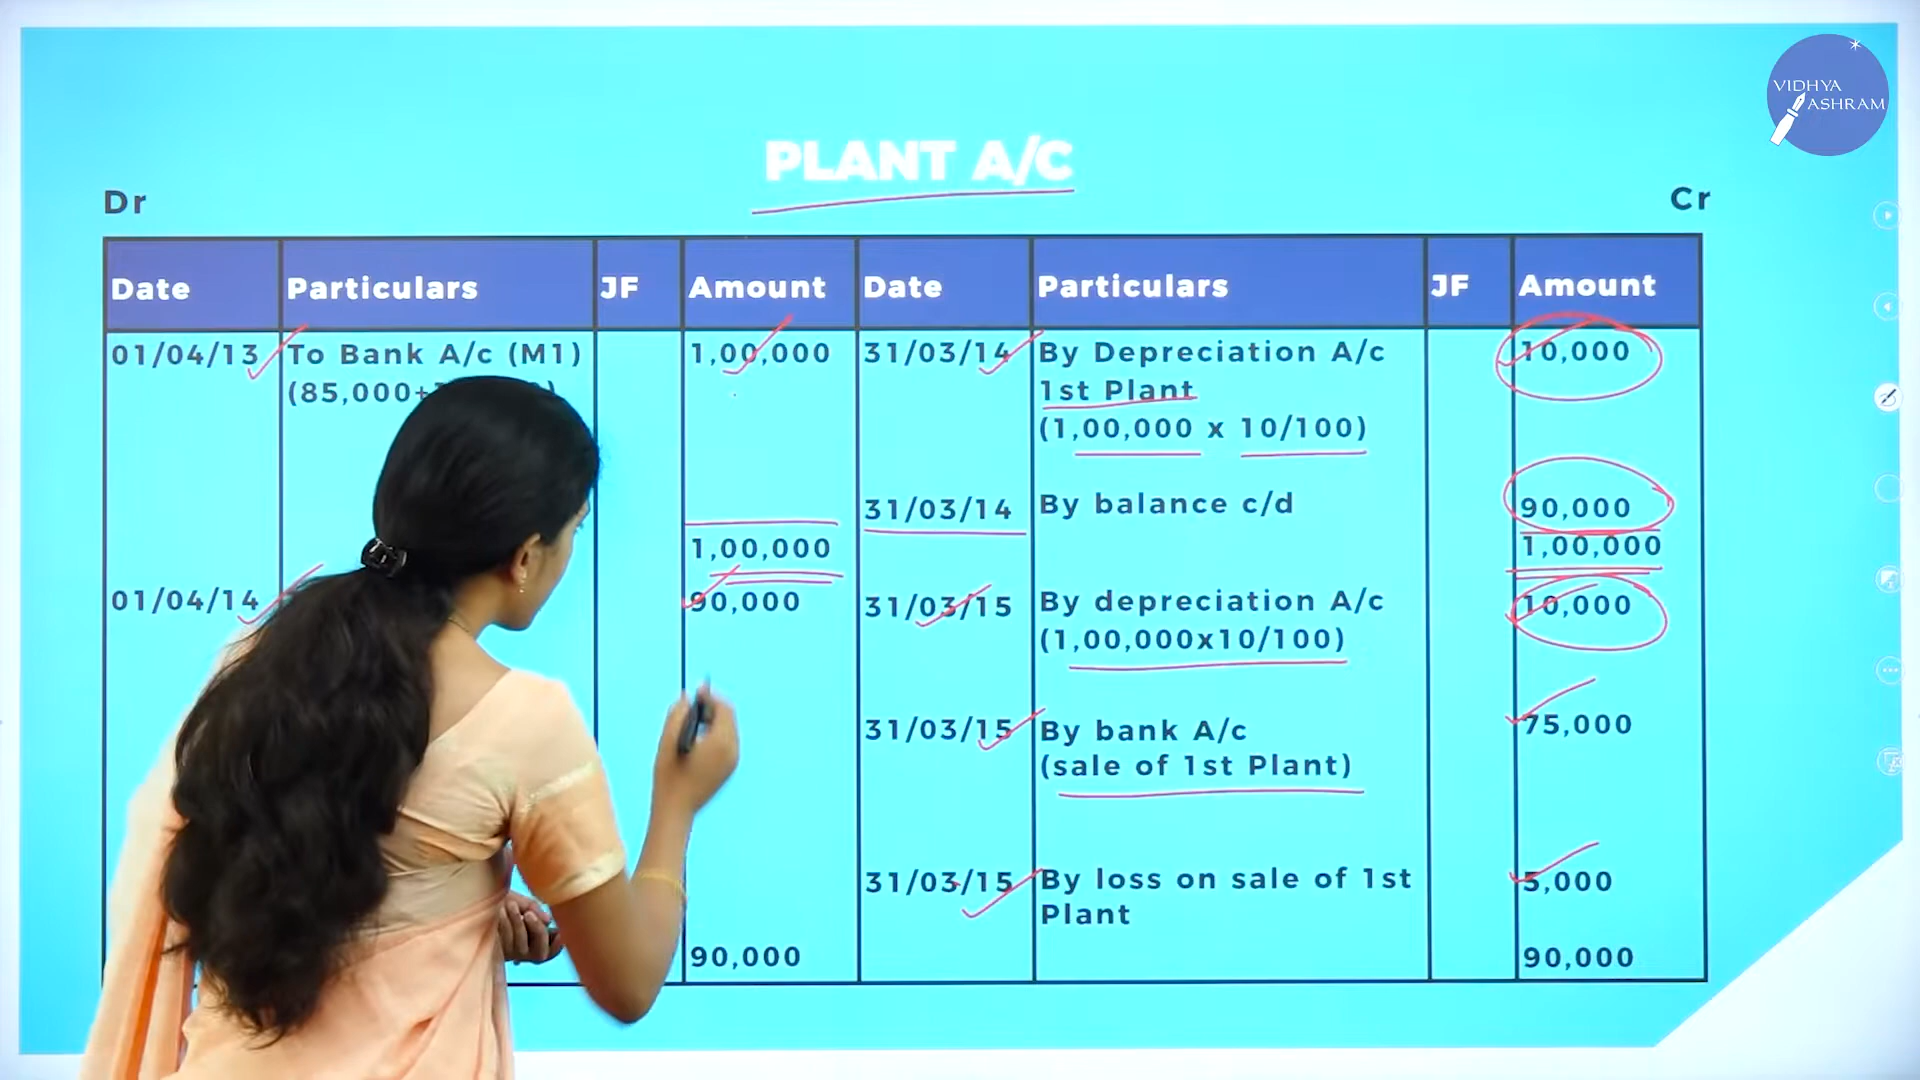 VIDHYA
ASHRAM
PLANT A/C
Dr
Cr
Date Particulars JF Amount Date Particulars JF Amount
01/04/13 To Bank A/c (M1) 1,00,000 31/03/14 By Depreciation A/c 10,000
(85,000+ 1st Plant
(1,00,000 x 10/100)
31/03/14 By balance c/d 90,000
1,00,000 1,00,000
01/04/14 90,000 31/03/15 By depreciation A/c 10,000
(1,00,000x10/100)
31/03/15 By bank A/c 75,000
(sale of 1st Plant)
31/03/15 By loss on sale of 1st 5,000
Plant
90,000 90,000